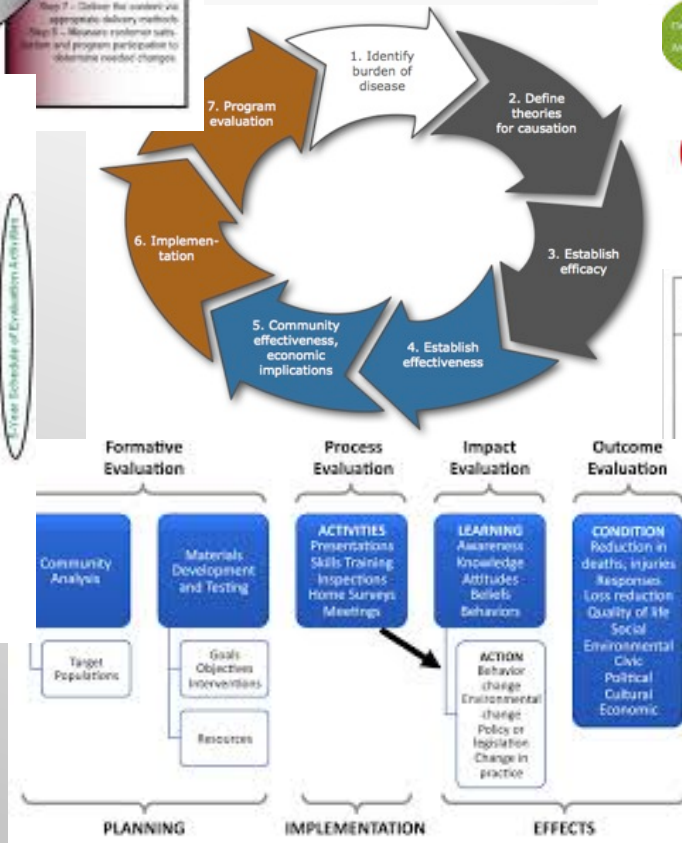 Step 7 – Deliver the content via
appropriate delivery methods
Step 8 – Measure customer satis-
faction and program participation to
determine needed changes.
1. Identify
burden of
disease
2. Define
theories
for causation
3. Establish
efficacy
4. Establish
effectiveness
5. Community
effectiveness,
economic
implications
6. Implemen-
tation
7. Program
evaluation
-Year Schedule of Evaluation Activities
Formative
Evaluation
Process
Evaluation
Impact
Evaluation
Outcome
Evaluation
Community
Analysis
Target
Populations
Materials
Development
and Testing
Goals
Objectives
Interventions
Resources
ACTIVITIES
Presentations
Skills Training
Inspections
Home Surveys
Meetings
LEARNING
Awareness
Knowledge
Attitudes
Beliefs
Behaviors
ACTION
Behavior
change
Environmental
change
Policy or
legislation
Change in
practice
CONDITION
Reduction in
deaths, injuries
Responses
Loss reduction
Quality of life
Social
Environmental
Civic
Political
Cultural
Economic
PLANNING
IMPLEMENTATION
EFFECTS